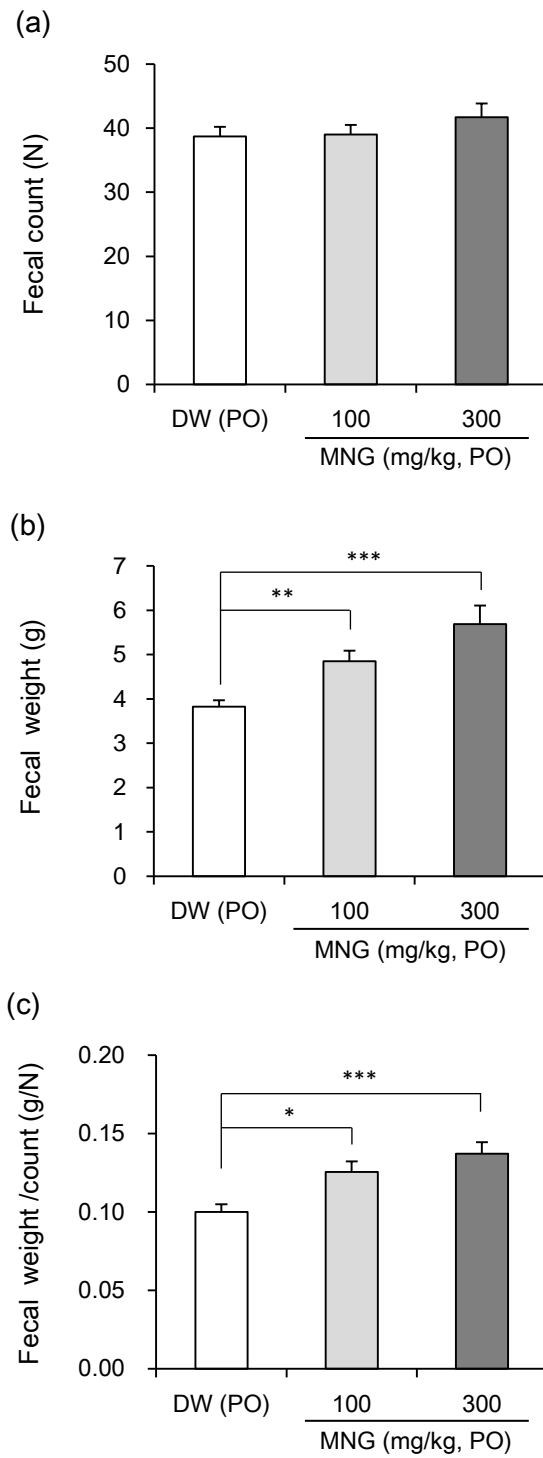 (a)
Fecal count (N)
50
40
30
20
10
0
DW (PO)
100
300
MNG (mg/kg, PO)
(b)
Fecal weight (g)
7
6
5
4
3
2
1
0
***
**
DW (PO)
100
300
MNG (mg/kg, PO)
(c)
Fecal weight /count (g/N)
0.20
0.15
0.10
0.05
0.00
***
*
DW (PO)
100
300
MNG (mg/kg, PO)